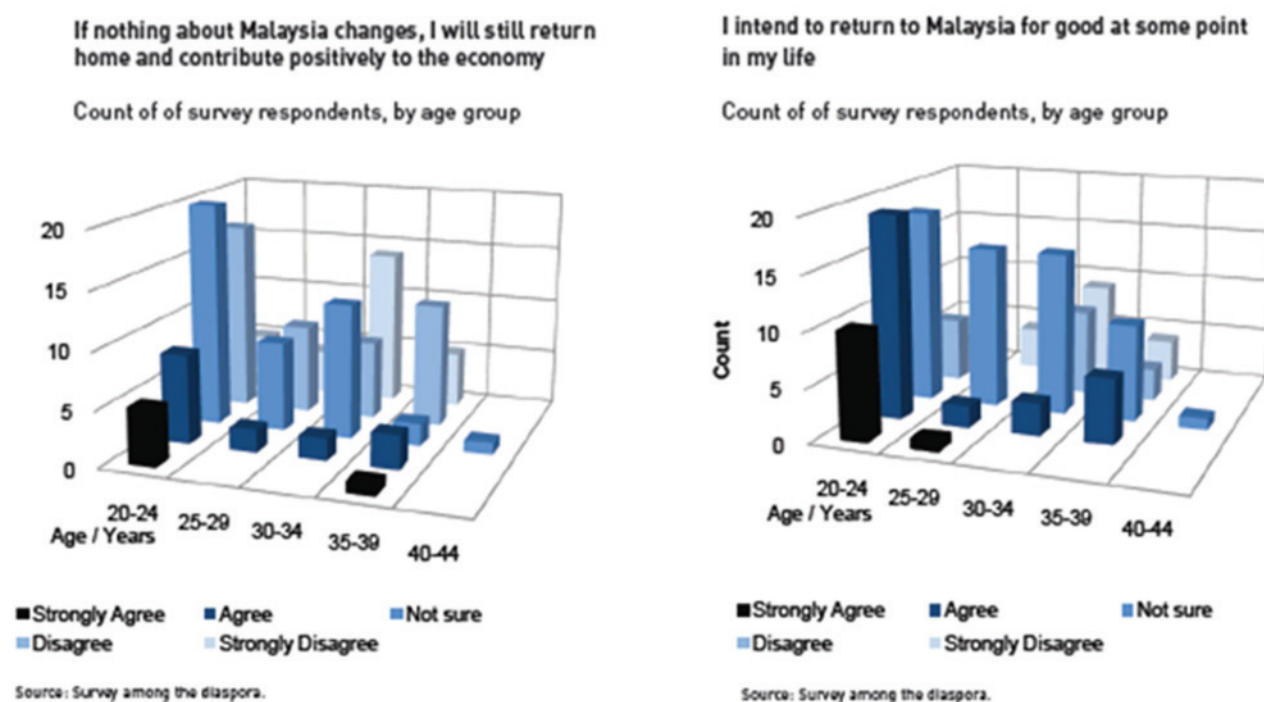 If nothing about Malaysia changes, I will still return
home and contribute positively to the economy
Count of of survey respondents, by age group
20
15
10
5
0
20-24
25-29
30-34
35-39
40-44
Age / Years
Strongly Agree
Agree
Not sure
Disagree
Strongly Disagree
Source: Survey among the diaspora.
I intend to return to Malaysia for good at some point
in my life
Count of of survey respondents, by age group
Count
20
15
10
5
0
20-24
25-29
30-34
35-39
40-44
Age / Years
Strongly Agree
Agree
Not sure
Disagree
Strongly Disagree
Source: Survey among the diaspora.